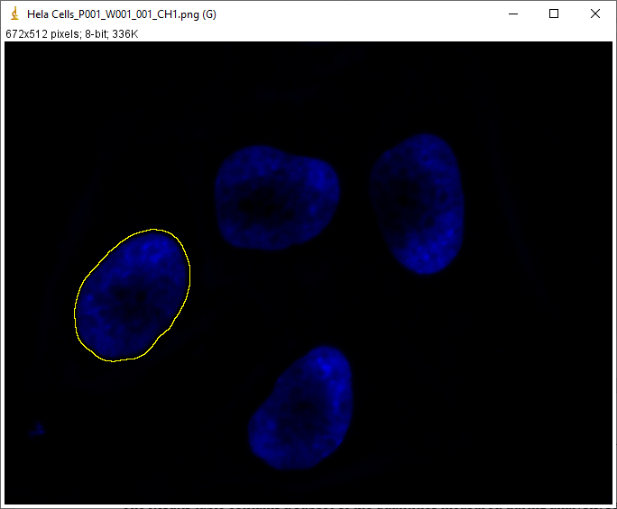 Hela Cells_P001_W001_001_CH1.png (G)
672x512 pixels; 8-bit; 336K